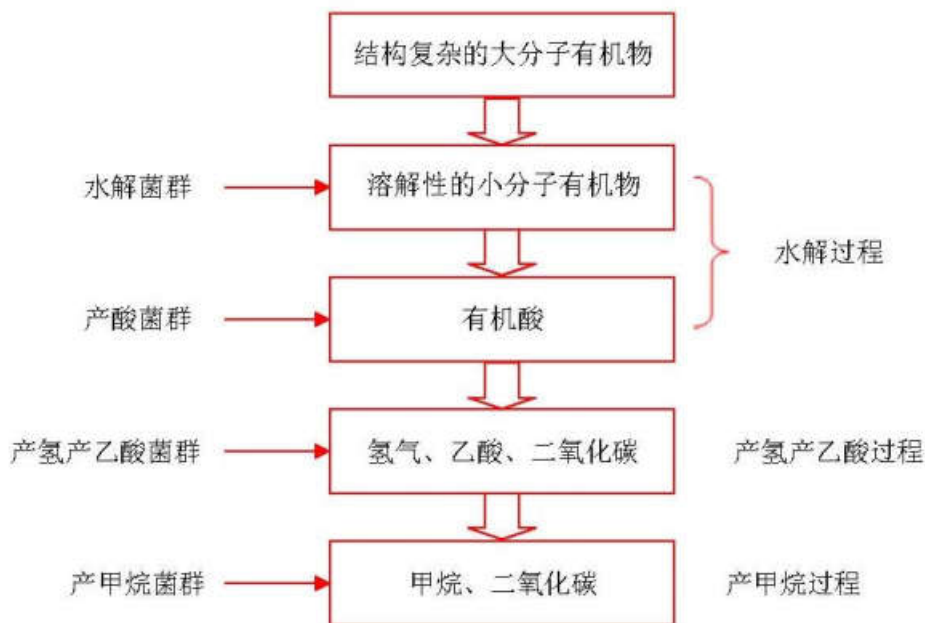 结构复杂的大分子有机物
水解菌群
溶解性的小分子有机物
水解过程
产酸菌群
有机酸
产氢产乙酸菌群
氢气、乙酸、二氧化碳
产氢产乙酸过程
产甲烷菌群
甲烷、二氧化碳
产甲烷过程